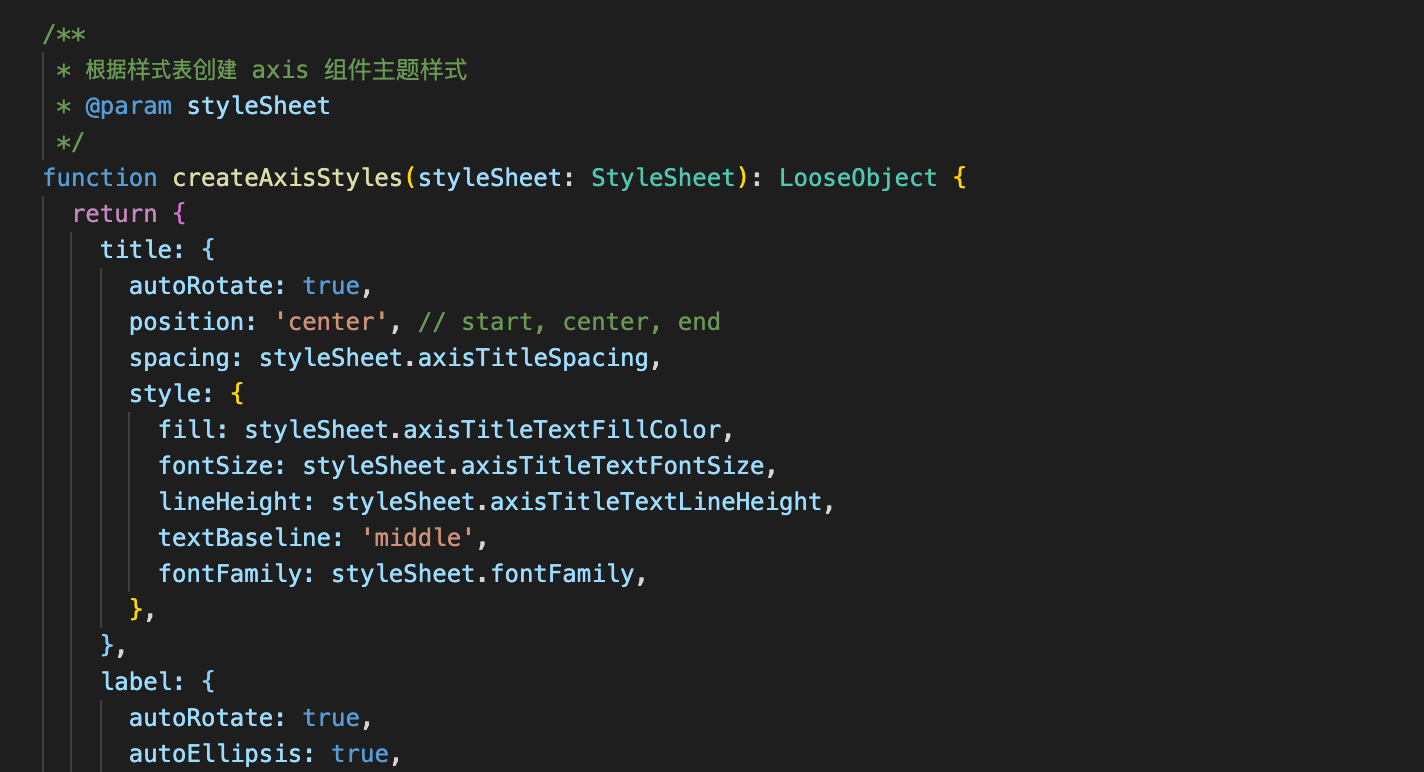 /**
 * 根据样式表创建 axis 组件主题样式
 * @param styleSheet
 */
function createAxisStyles(styleSheet: StyleSheet): LooseObject {
  return {
    title: {
      autoRotate: true,
      position: 'center', // start, center, end
      spacing: styleSheet.axisTitleSpacing,
      style: {
        fill: styleSheet.axisTitleTextFillColor,
        fontSize: styleSheet.axisTitleTextFontSize,
        lineHeight: styleSheet.axisTitleTextLineHeight,
        textBaseline: 'middle',
        fontFamily: styleSheet.fontFamily,
      },
    },
    label: {
      autoRotate: true,
      autoEllipsis: true,